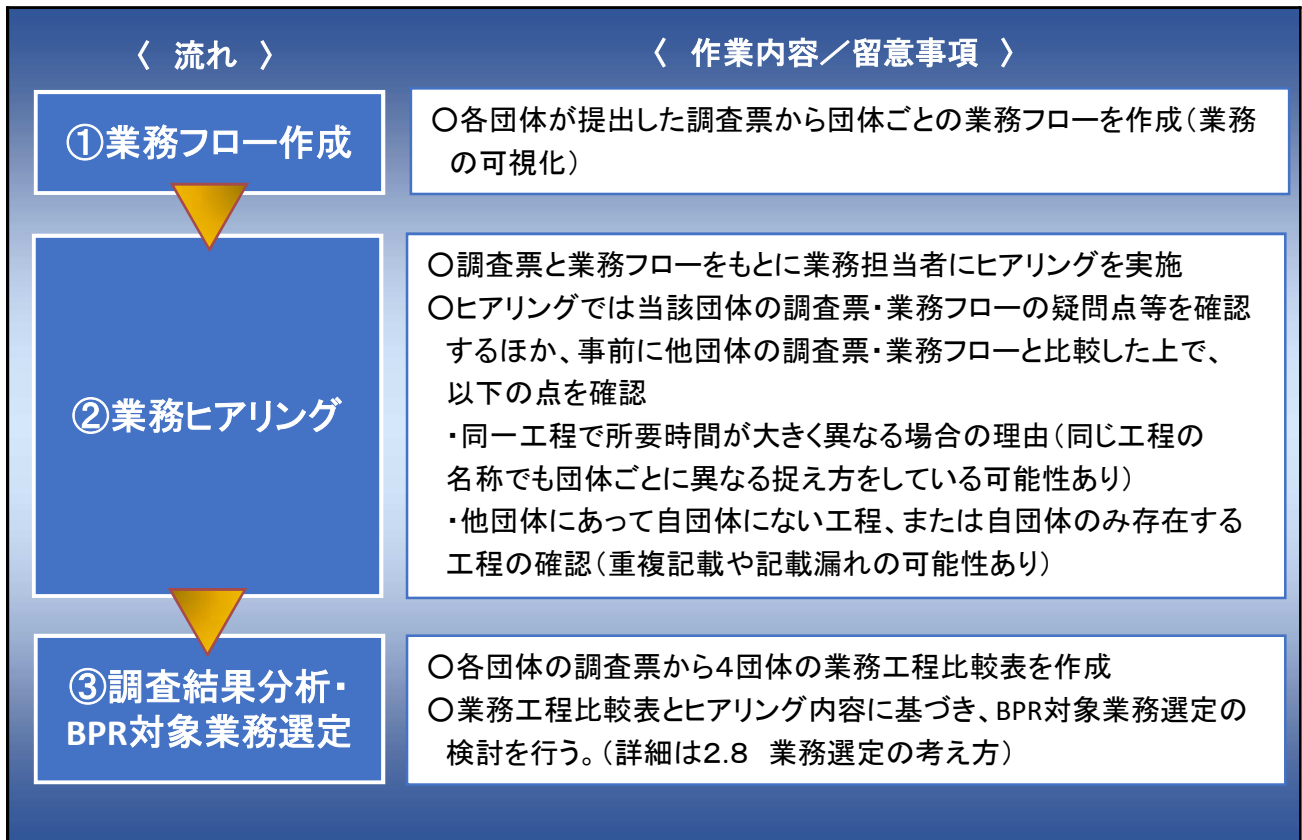 〈 流れ 〉
〈 作業内容／留意事項 〉
①業務フロー作成
〇各団体が提出した調査票から団体ごとの業務フローを作成（業務
の可視化）
②業務ヒアリング
〇調査票と業務フローをもとに業務担当者にヒアリングを実施
〇ヒアリングでは当該団体の調査票・業務フローの疑問点等を確認
するほか、事前に他団体の調査票・業務フローと比較した上で、
以下の点を確認
・同一工程で所要時間が大きく異なる場合の理由（同じ工程の
名称でも団体ごとに異なる捉え方をしている可能性あり）
・他団体にあって自団体にない工程、または自団体のみ存在する
工程の確認（重複記載や記載漏れの可能性あり）
③調査結果分析・
BPR対象業務選定
〇各団体の調査票から４団体の業務工程比較表を作成
〇業務工程比較表とヒアリング内容に基づき、BPR対象業務選定の
検討を行う。（詳細は2.8　業務選定の考え方）